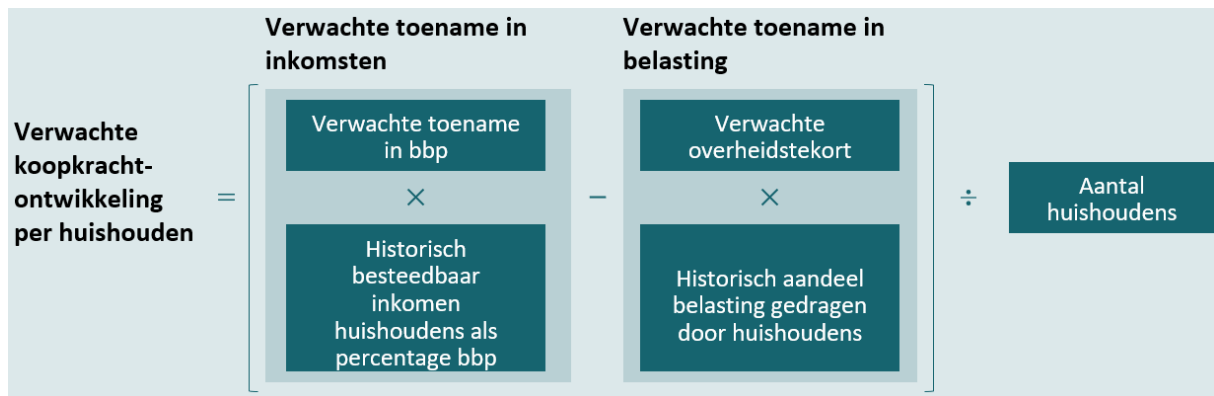 Verwachte toename in
inkomsten
Verwachte toename in
belasting
Verwachte
koopkracht-
ontwikkeling
per huishouden
=
[
Verwachte toename
in bbp
×
Historisch
besteedbaar
inkomen
huishoudens als
percentage bbp
−
Verwachte
overheidstekort
×
Historisch aandeel
belasting gedragen
door huishoudens
]
÷
Aantal
huishoudens